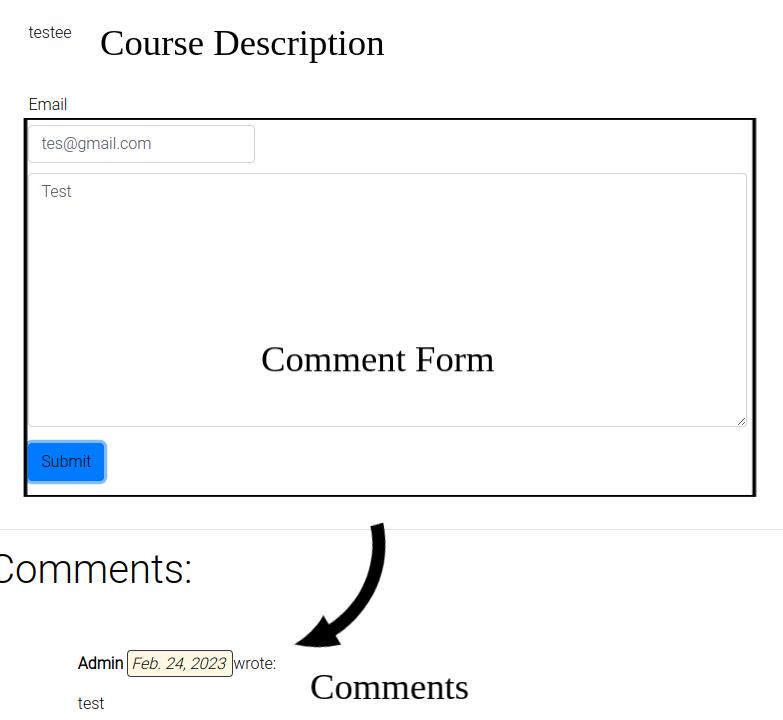 testee
Course Description
Email
tes@gmail.com
Test
Comment Form
Submit
Comments:
Admin Feb. 24, 2023 wrote:
Comments
test